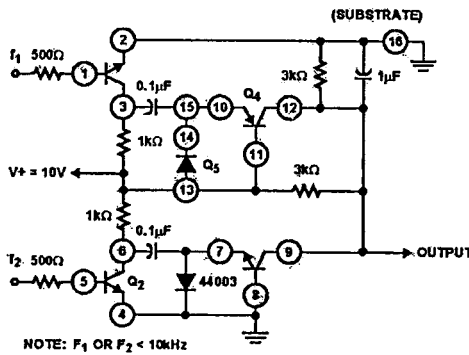 (SUBSTRATE)
2
16
f1 500Ω
1
3kΩ
1µF
0.1µF
Q4
3
15
10
12
1kΩ
14
11
Q5
V+ = 10V
13
3kΩ
1kΩ
0.1µF
6
7
9
OUTPUT
f2 500Ω
5
Q2
44003
8
4
NOTE: F1 OR F2 < 10kHz